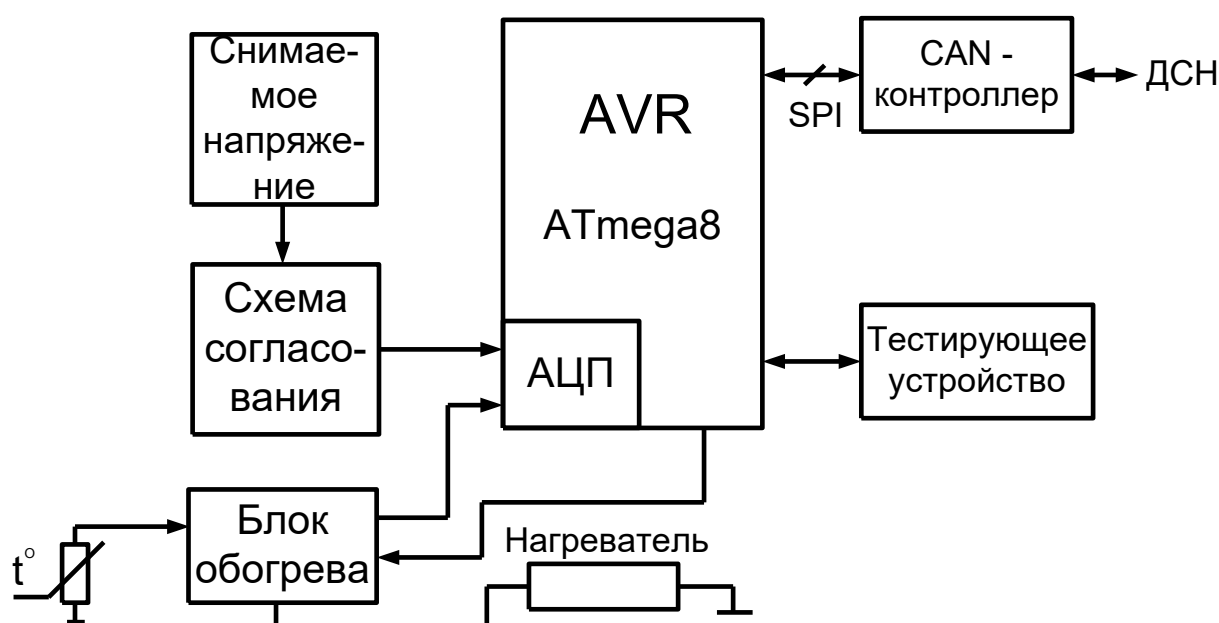 Снимае-
мое
напряже-
ние
AVR
ATmega8
CAN -
контроллер
ДСН
SPI
Схема
согласо-
вания
АЦП
Тестирующее
устройство
Блок
обогрева
Нагреватель
t°